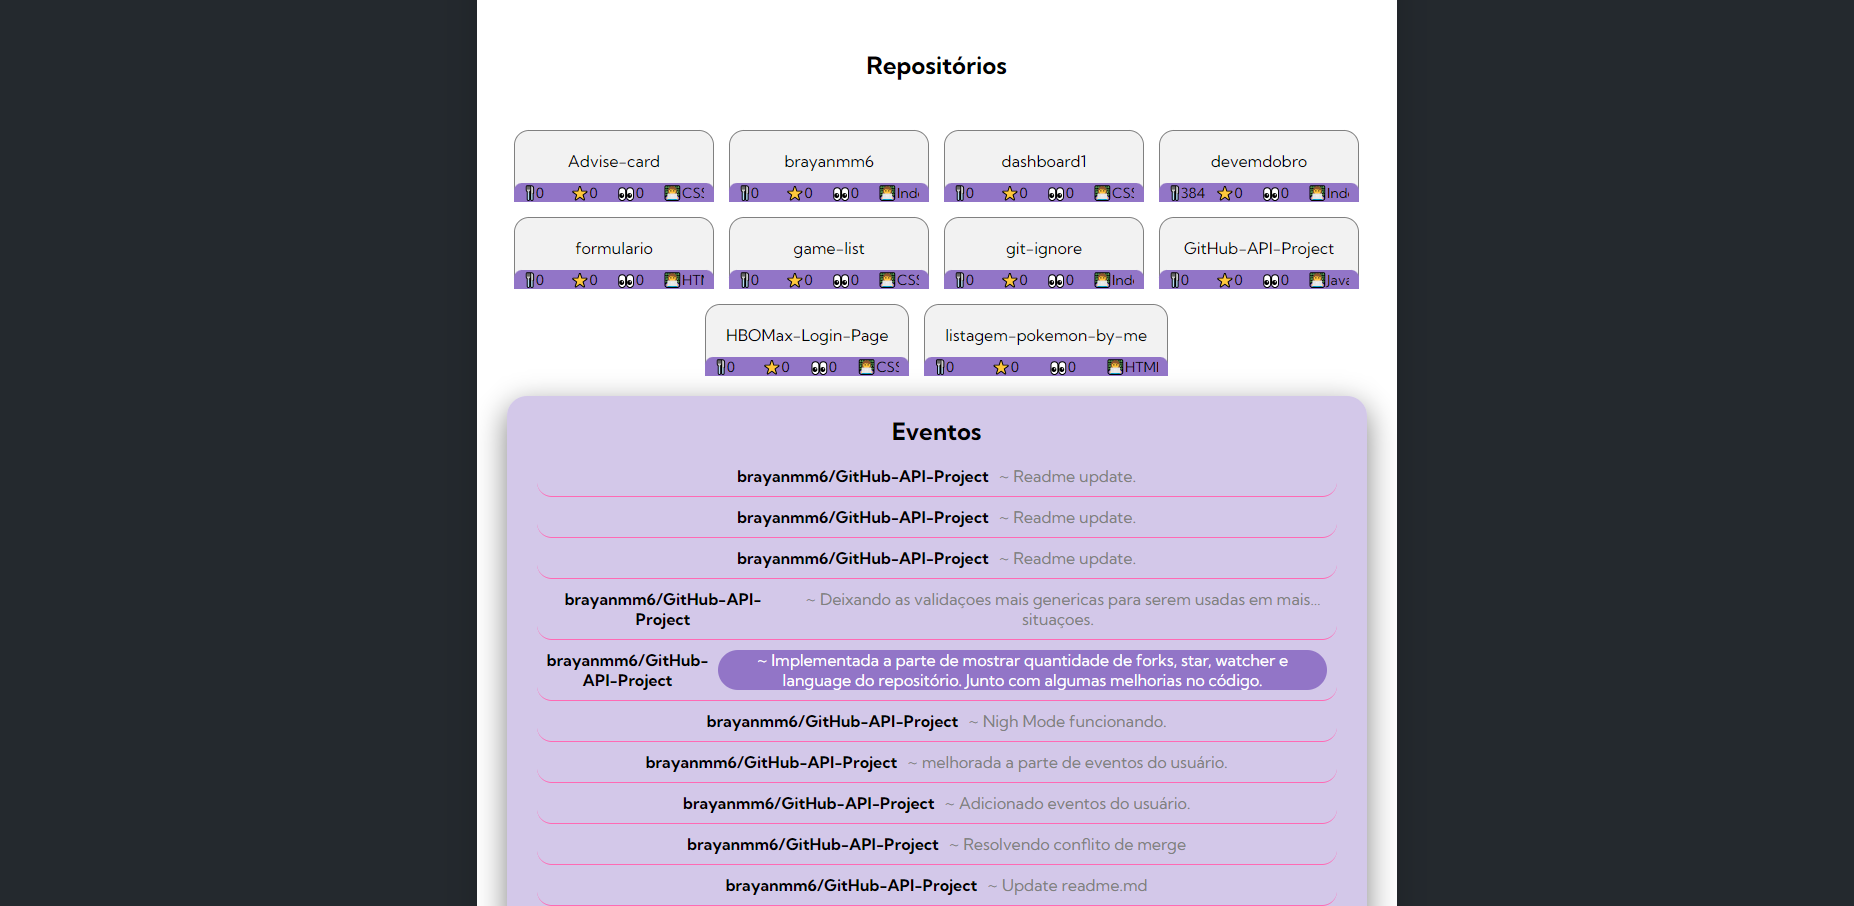 Repositórios
Advise-card brayanmm6 dashboard1 devemdobro
0 0 0 CSS 0 0 0 Ind 0 0 0 CSS 384 0 0 Ind
formulario game-list git-ignore GitHub-API-Project
0 0 0 HTM 0 0 0 CSS 0 0 0 Ind 0 0 0 Java
HBOMax-Login-Page listagem-pokemon-by-me
0 0 0 CSS 0 0 0 HTML
Eventos
brayanmm6/GitHub-API-Project ~ Readme update.
brayanmm6/GitHub-API-Project ~ Readme update.
brayanmm6/GitHub-API-Project ~ Readme update.
brayanmm6/GitHub-API-
Project
~ Deixando as validaçoes mais genericas para serem usadas em mais...
situaçoes.
brayanmm6/GitHub-
API-Project
~ Implementada a parte de mostrar quantidade de forks, star, watcher e
language do repositório. Junto com algumas melhorias no código.
brayanmm6/GitHub-API-Project ~ Nigh Mode funcionando.
brayanmm6/GitHub-API-Project ~ melhorada a parte de eventos do usuário.
brayanmm6/GitHub-API-Project ~ Adicionado eventos do usuário.
brayanmm6/GitHub-API-Project ~ Resolvendo conflito de merge
brayanmm6/GitHub-API-Project ~ Update readme.md